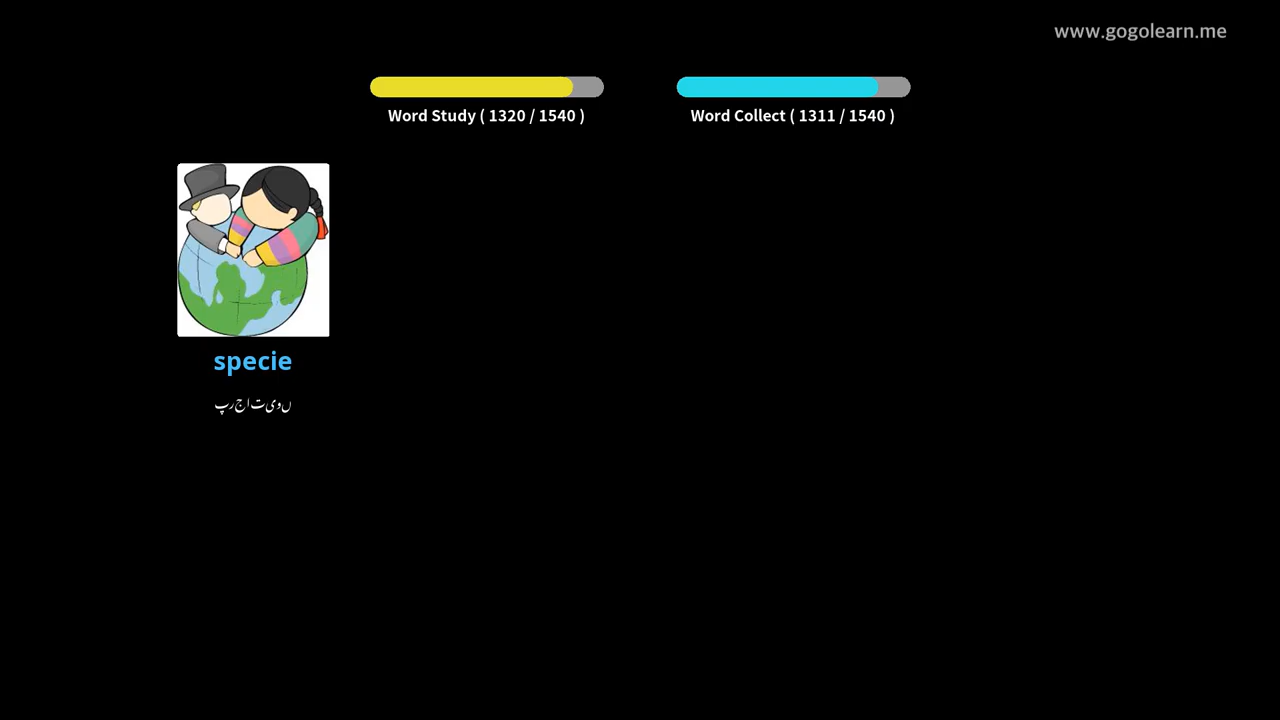 www.gogolearn.me
Word Study ( 1320 / 1540 )
Word Collect ( 1311 / 1540 )
specie
پرجاتیوں